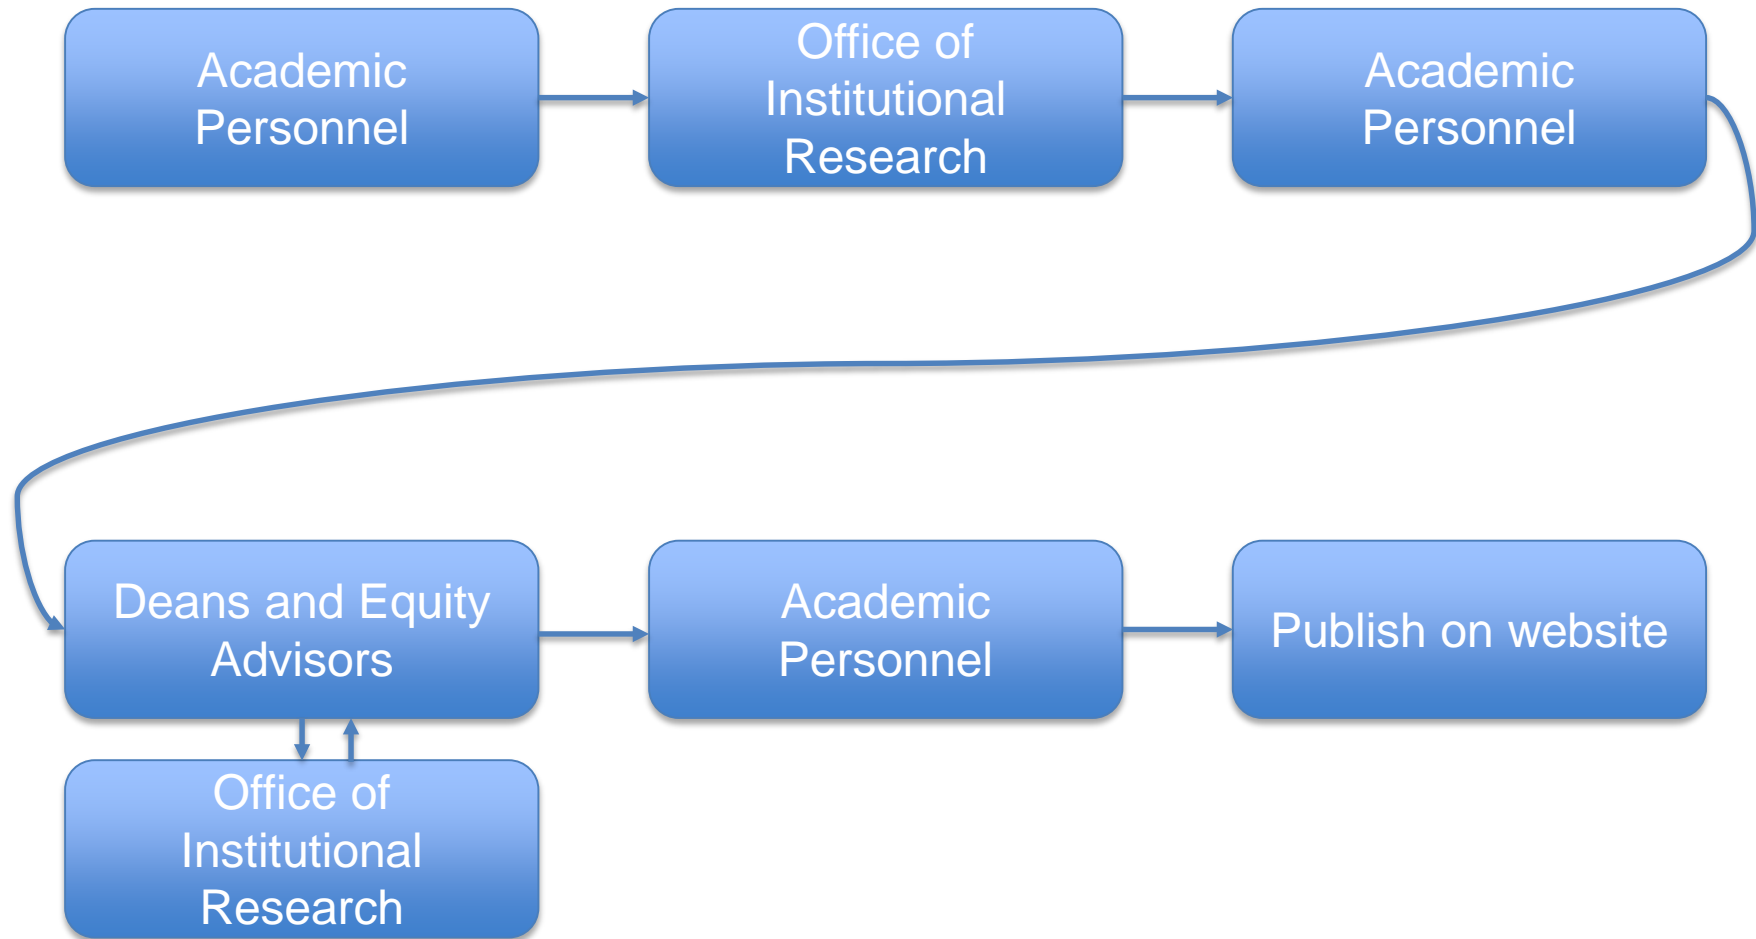 Academic
Personnel
Office of
Institutional
Research
Academic
Personnel
Deans and Equity
Advisors
Academic
Personnel
Publish on website
Office of
Institutional
Research